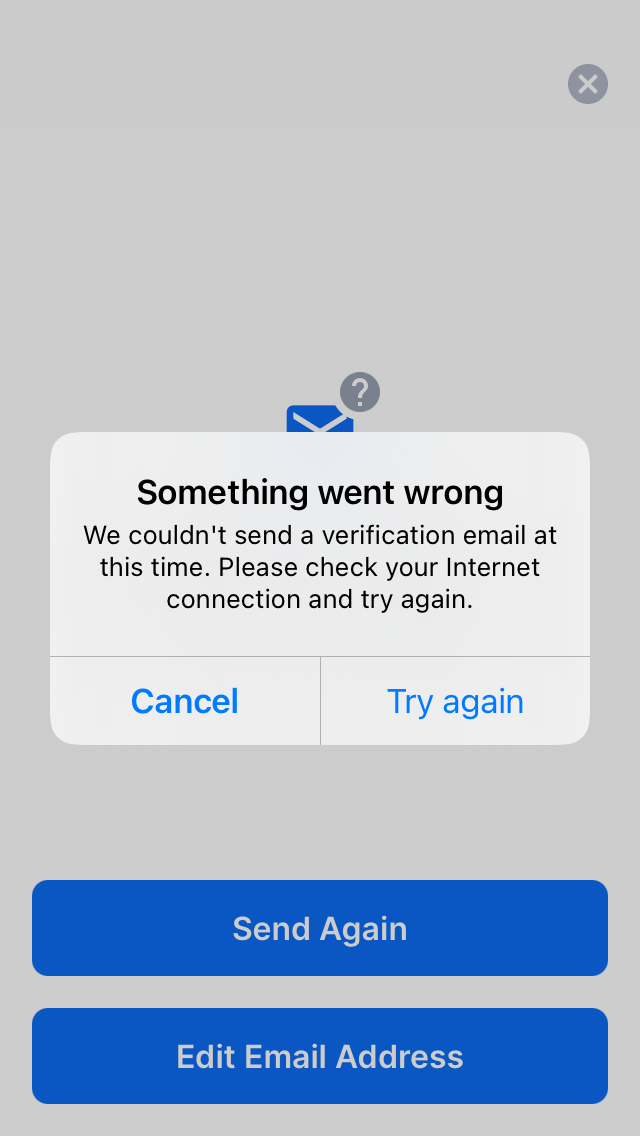 ?
Something went wrong
We couldn't send a verification email at
this time. Please check your Internet
connection and try again.
Cancel
Try again
Send Again
Edit Email Address